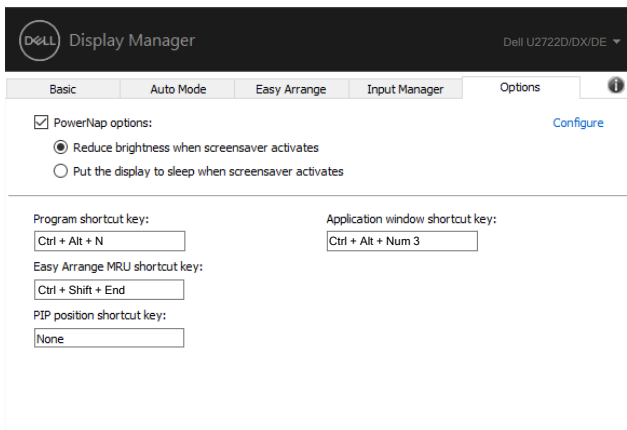 DELL Display Manager
Dell U2722D/DX/DE
Basic Auto Mode Easy Arrange Input Manager Options
PowerNap options: Configure
Reduce brightness when screensaver activates
Put the display to sleep when screensaver activates
Program shortcut key: Application window shortcut key:
Ctrl + Alt + N Ctrl + Alt + Num 3
Easy Arrange MRU shortcut key:
Ctrl + Shift + End
PIP position shortcut key:
None